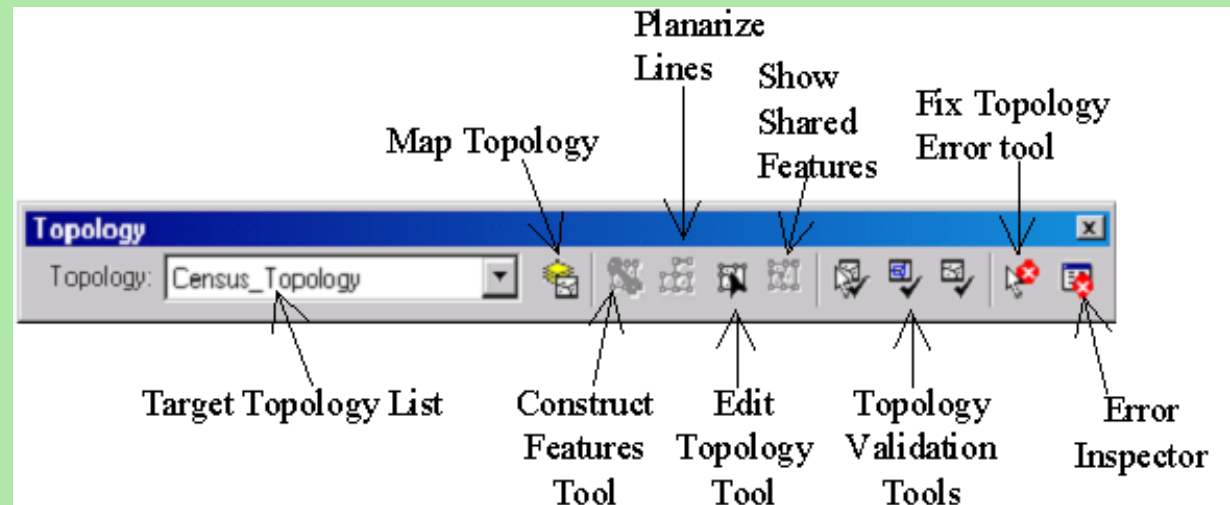 Planarize
Lines
Show
Shared
Features
Fix Topology
Error tool
Map Topology
Topology
Topology: Census_Topology
Target Topology List
Construct
Features
Tool
Edit
Topology
Tool
Topology
Validation
Tools
Error
Inspector